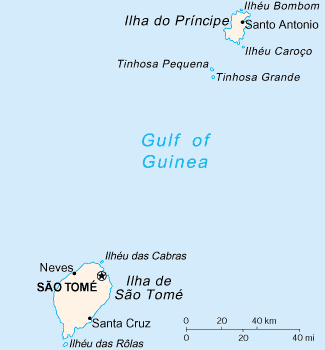 Ilhéu Bombom
Ilha do Príncipe
Santo Antonio
Ilhéu Caroço
Tinhosa Pequena
Tinhosa Grande
Gulf of
Guinea
Ilhéu das Cabras
Neves
Ilha de
SÃO TOMÉ
São Tomé
Santa Cruz
Ilhéu das Rôlas
0 20 40 km
0 20 40 mi